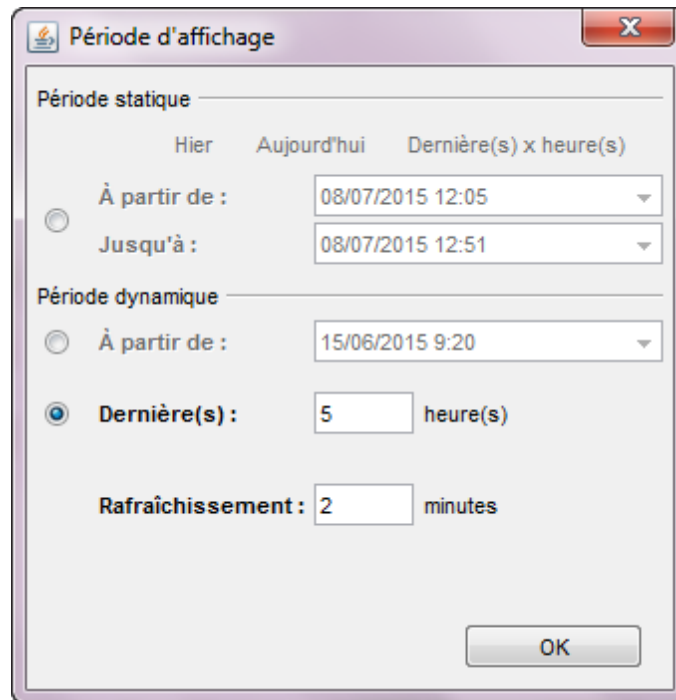 Période d'affichage
Période statique
Hier Aujourd'hui Dernière(s) x heure(s)
À partir de : 08/07/2015 12:05
Jusqu'à : 08/07/2015 12:51
Période dynamique
À partir de : 15/06/2015 9:20
Dernière(s) : 5 heure(s)
Rafraîchissement : 2 minutes
OK